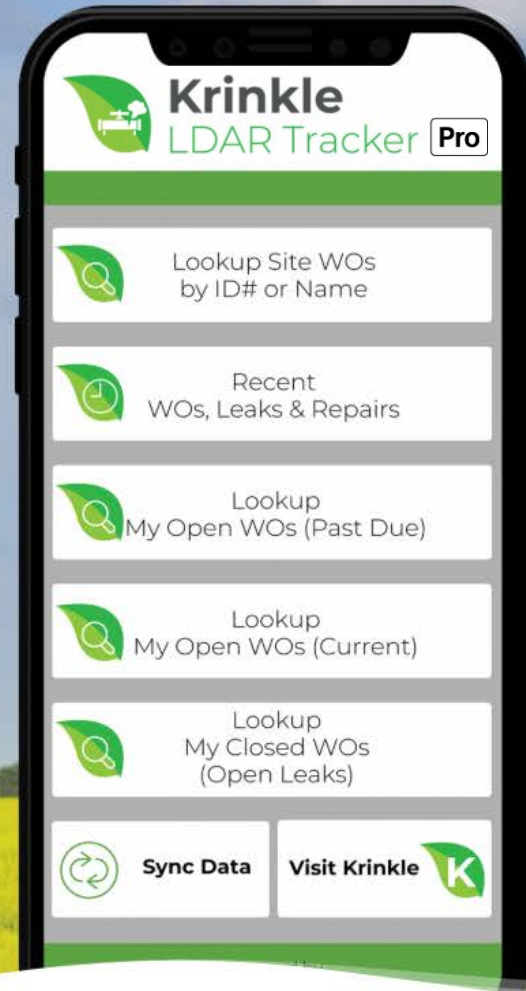 Krinkle
LDAR Tracker Pro
Lookup Site WOs
by ID# or Name
Recent
WOs, Leaks & Repairs
Lookup
My Open WOs (Past Due)
Lookup
My Open WOs (Current)
Lookup
My Closed WOs
(Open Leaks)
Sync Data
Visit Krinkle
K